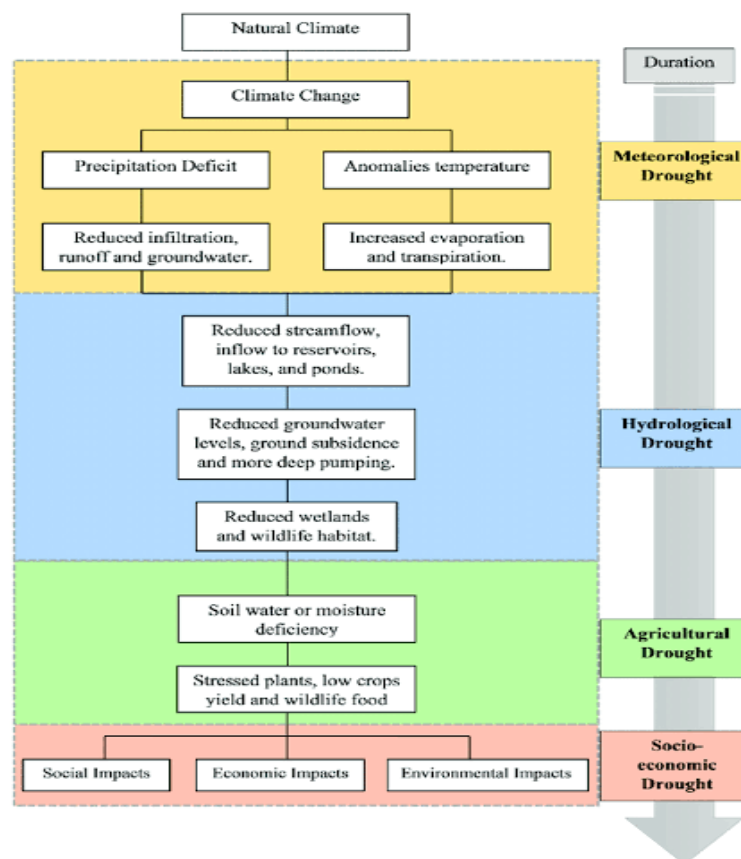 Natural Climate
Duration
Climate Change
Meteorological
Drought
Precipitation Deficit
Anomalies temperature
Reduced infiltration,
runoff and groundwater.
Increased evaporation
and transpiration.
Reduced streamflow,
inflow to reservoirs,
lakes, and ponds.
Reduced groundwater
levels, ground subsidence
and more deep pumping.
Hydrological
Drought
Reduced wetlands
and wildlife habitat.
Soil water or moisture
deficiency
Agricultural
Drought
Stressed plants, low crops
yield and wildlife food
Socio-
economic
Drought
Social Impacts
Economic Impacts
Environmental Impacts